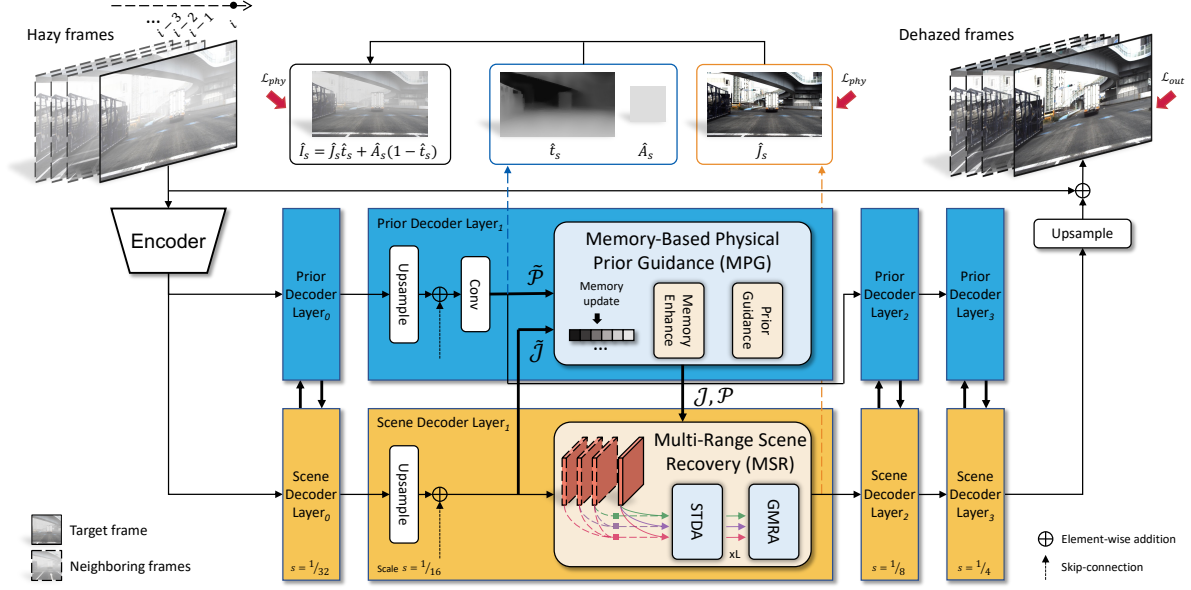 ... i−3 i−2 i−1 i
Hazy frames
Dehazed frames
ℒ_phy
ℒ_phy
ℒ_out
Î_s = Ĵ_s t̂_s + Â_s(1 − t̂_s)
t̂_s
Â_s
Ĵ_s
Encoder
Upsample
Prior
Decoder
Layer_0
Prior Decoder Layer_1
Upsample
Conv
𝒫̃
𝒥̃
Memory-Based Physical
Prior Guidance (MPG)
Memory
update
...
Memory
Enhance
Prior
Guidance
Prior
Decoder
Layer_2
Prior
Decoder
Layer_3
𝒥, 𝒫
Scene
Decoder
Layer_0
s = 1/32
Scene Decoder Layer_1
Upsample
Scale s = 1/16
Multi-Range Scene
Recovery (MSR)
STDA
xL
GMRA
Scene
Decoder
Layer_2
s = 1/8
Scene
Decoder
Layer_3
s = 1/4
Target frame
Neighboring frames
Element-wise addition
Skip-connection